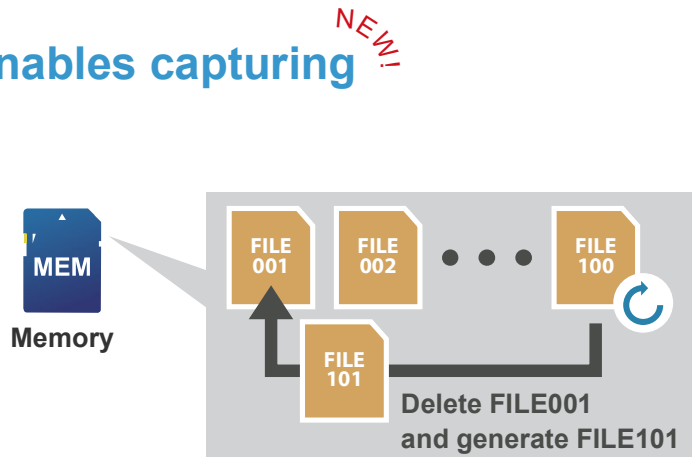 NEW!
nables capturing
MEM
Memory
FILE
001
FILE
002
FILE
100
FILE
101
Delete FILE001
and generate FILE101